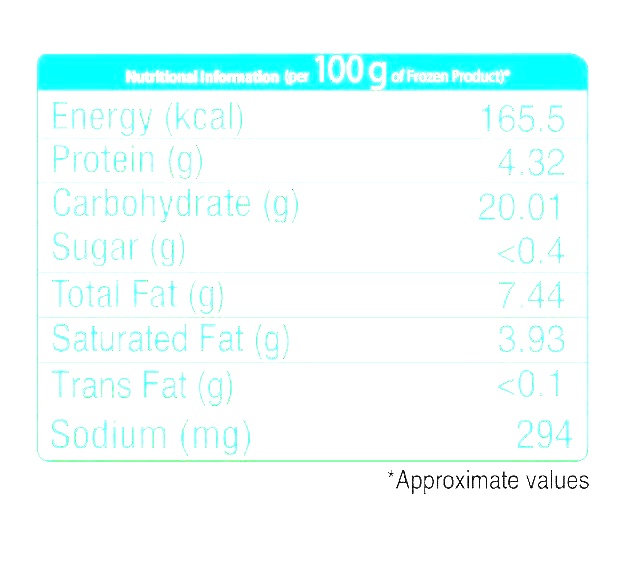 Nutritional Information (per 100 g of Frozen Product)*
Energy (kcal) 165.5
Protein (g) 4.32
Carbohydrate (g) 20.01
Sugar (g) <0.4
Total Fat (g) 7.44
Saturated Fat (g) 3.93
Trans Fat (g) <0.1
Sodium (mg) 294
*Approximate values